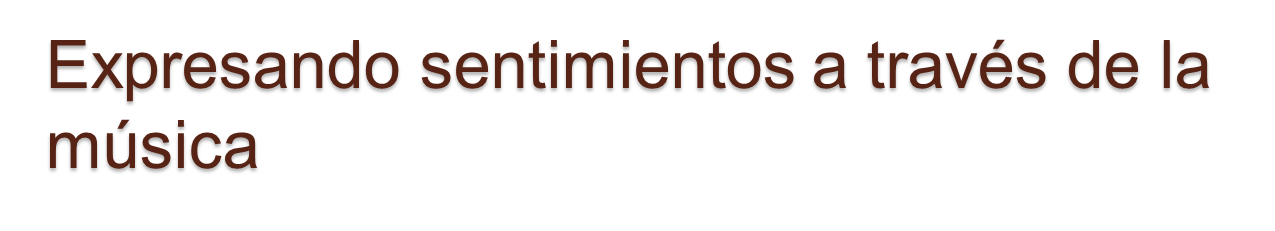 Expresando sentimientos a través de la
música